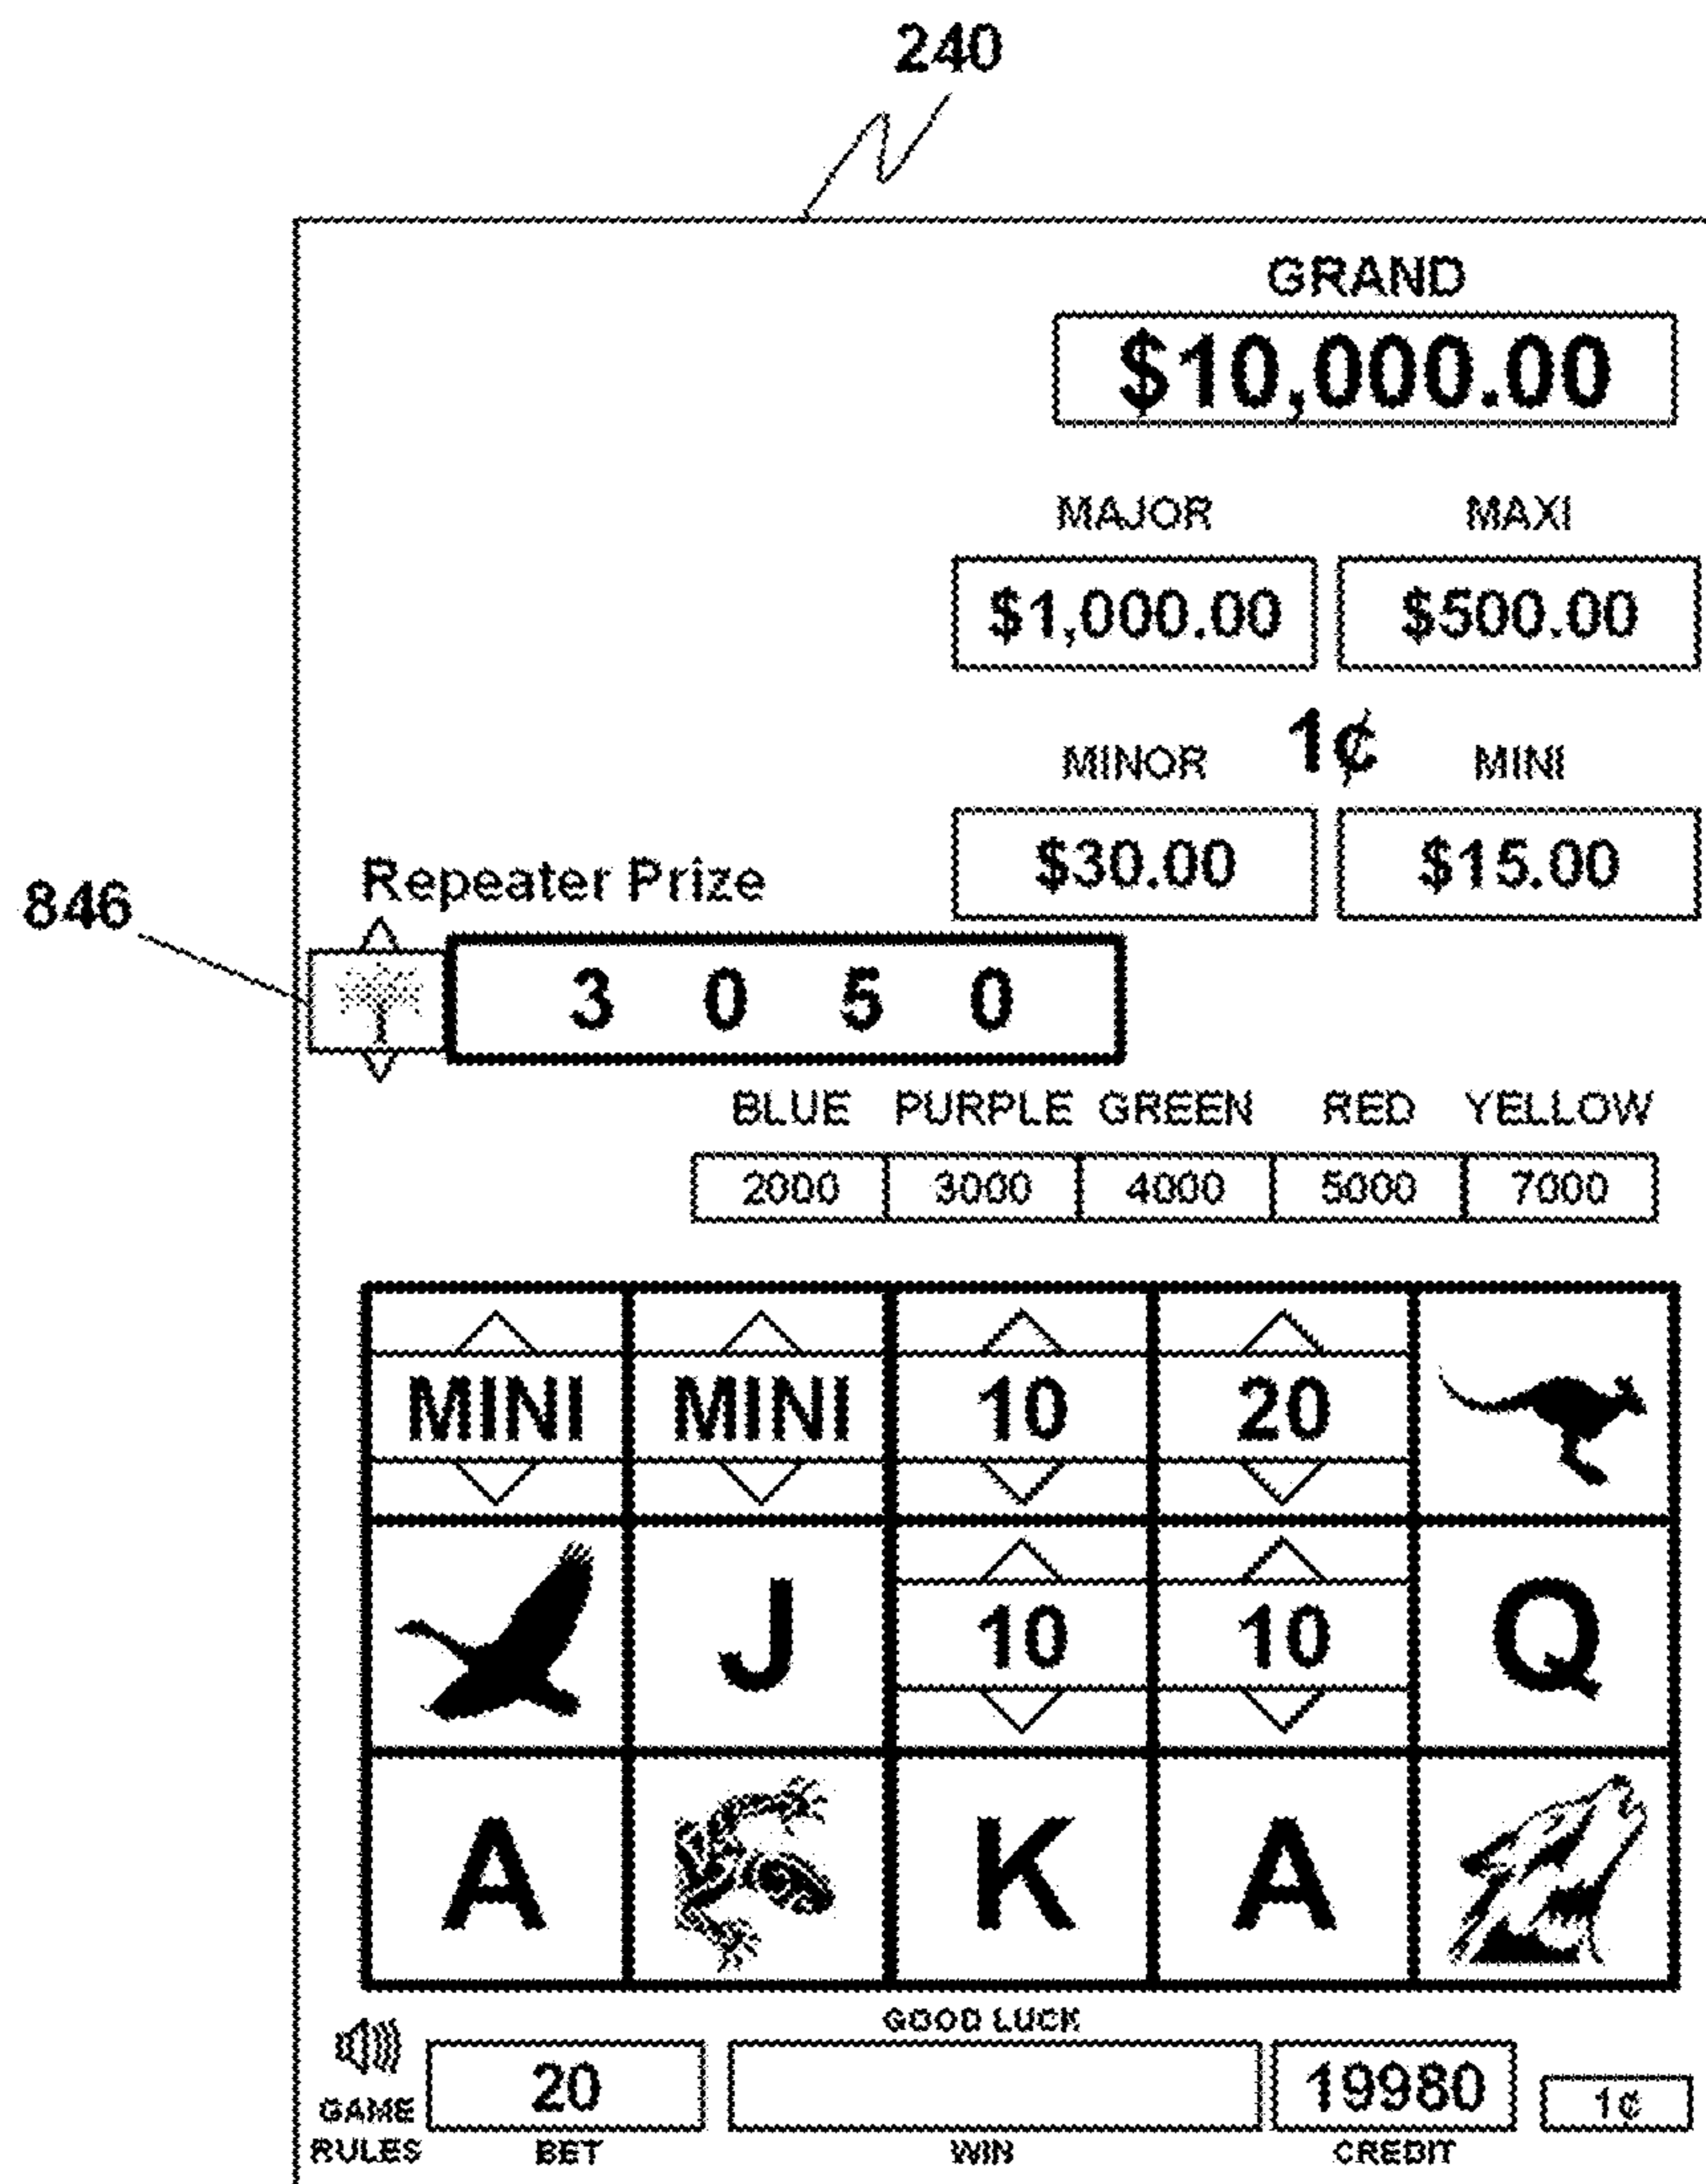 240
GRAND
$10,000.00
MAJOR MAXI
$1,000.00 $500.00
1¢
MINOR MINI
$30.00 $15.00
Repeater Prize
846
3 0 5 0
BLUE PURPLE GREEN RED YELLOW
2000 3000 4000 5000 7000
MINI MINI 10 20
J 10 10 Q
A K A
GOOD LUCK
20 19980 1¢
GAME
RULES BET WIN CREDIT